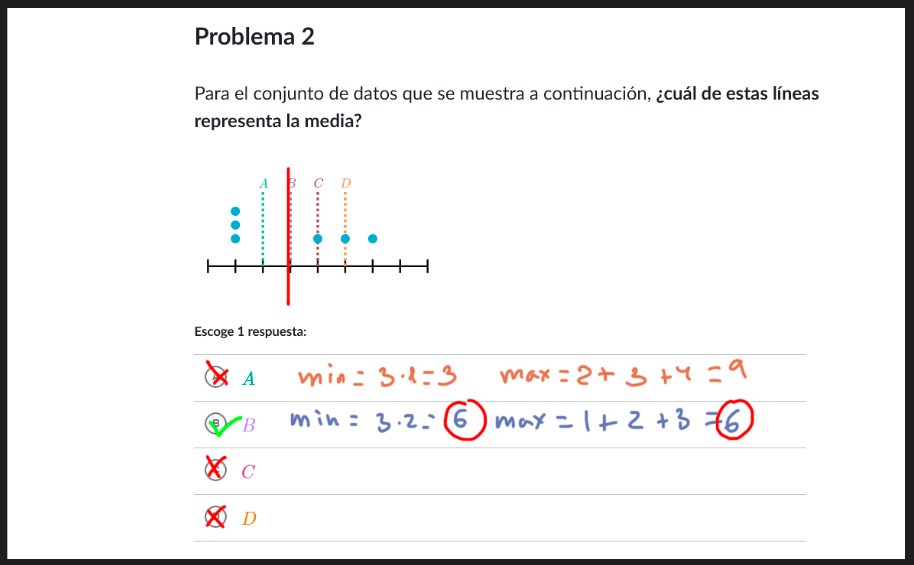 Problema 2
Para el conjunto de datos que se muestra a continuación, ¿cuál de estas líneas
representa la media?
A B C D
Escoge 1 respuesta:
A A min = 3·1=3 max = 2+ 3 +4 = 9
B B min = 3·2= 6 max = 1+ 2 +3 = 6
C
D